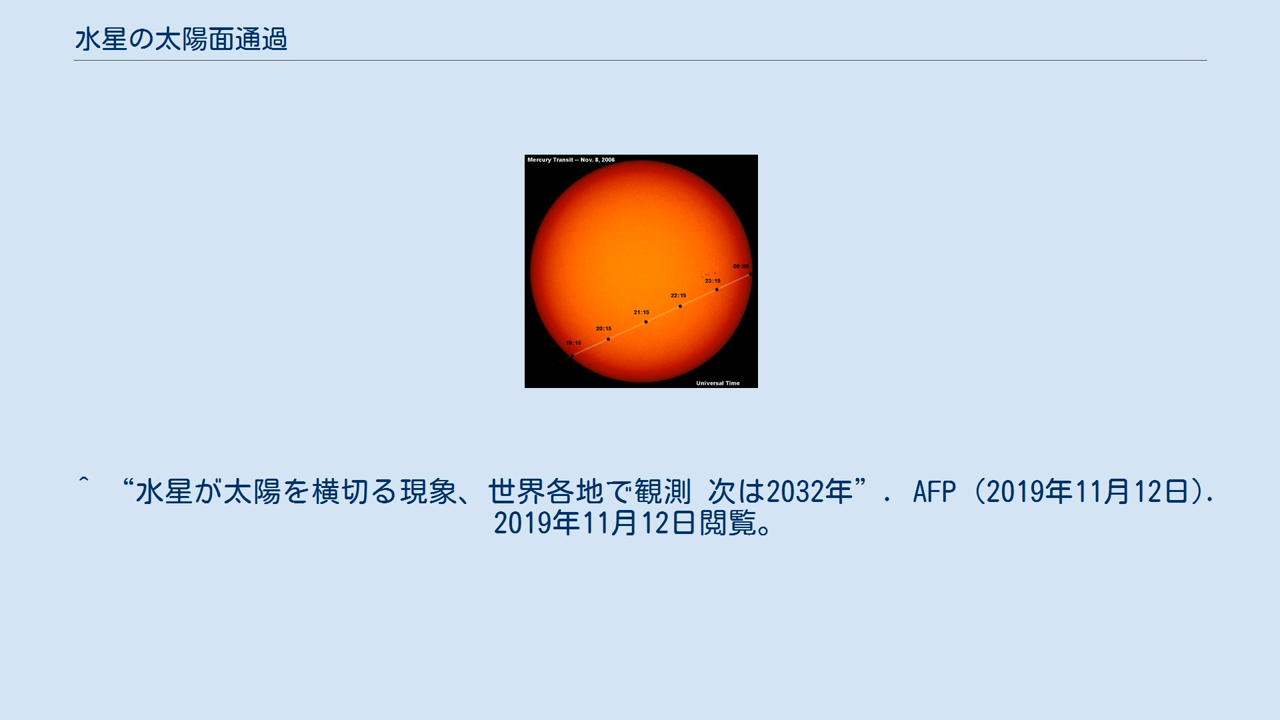 水星の太陽面通過
Mercury Transit -- Nov. 8, 2006
00:00
23:15
22:15
21:15
20:15
19:15
Universal Time
^ “水星が太陽を横切る現象、世界各地で観測 次は2032年”. AFP (2019年11月12日).
2019年11月12日閲覧。